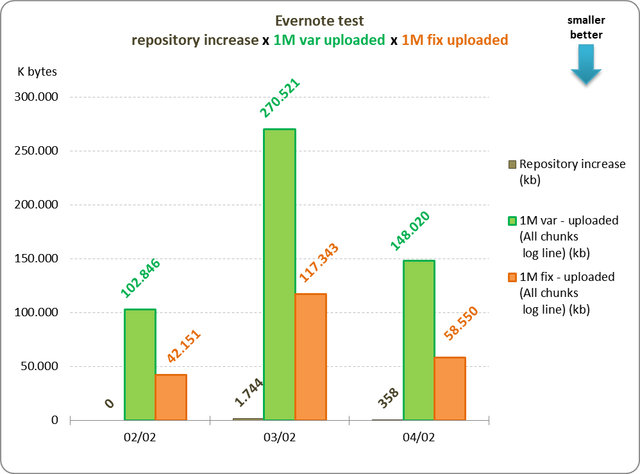 Evernote test
repository increase x 1M var uploaded x 1M fix uploaded
smaller
better
K bytes
300.000
250.000
200.000
150.000
100.000
50.000
0
0
102.846
42.151
1.744
270.521
117.343
358
148.020
58.550
02/02
03/02
04/02
Repository increase
(kb)
1M var - uploaded
(All chunks
log line) (kb)
1M fix - uploaded
(All chunks
log line) (kb)